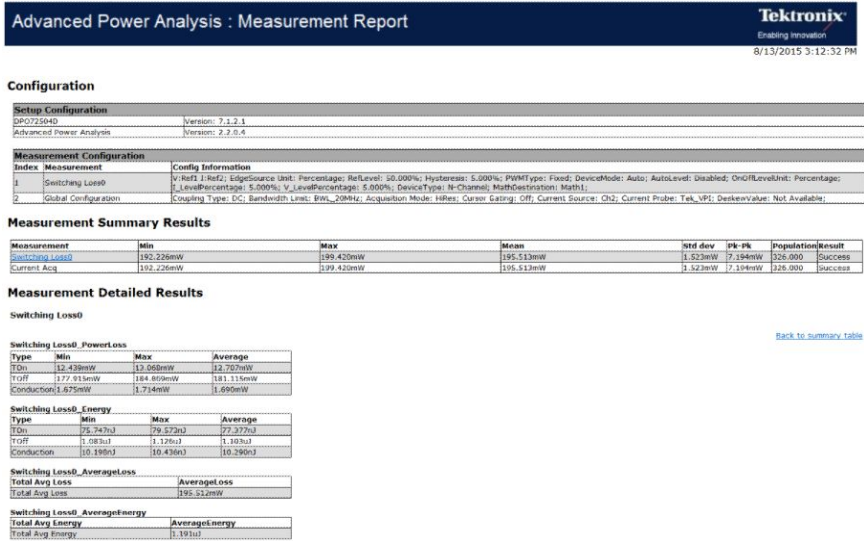 Advanced Power Analysis : Measurement Report
Tektronix
Enabling Innovation
8/13/2015 3:12:32 PM
Configuration
Setup Configuration
DPO72504D Version: 7.1.2.1
Advanced Power Analysis Version: 2.2.0.4
Measurement Configuration
Index Measurement Config Information
1 Switching Loss0 V:Ref1 I:Ref2; EdgeSource Unit: Percentage; RefLevel: 50.000%; Hysteresis: 5.000%; PWMType: Fixed; DeviceMode: Auto; AutoLevel: Disabled; OnOffLevelUnit: Percentage;
I_LevelPercentage: 5.000%; V_LevelPercentage: 5.000%; DeviceType: N-Channel; MathDestination: Math1;
2 Global Configuration Coupling Type: DC; Bandwidth Limit: BWL_20MHz; Acquisition Mode: HiRes; Cursor Gating: Off; Current Source: Ch2; Current Probe: Tek_VPI; DeskewValue: Not Available;
Measurement Summary Results
Measurement Min Max Mean Std dev Pk-Pk Population Result
Switching Loss0 192.226mW 199.420mW 195.513mW 1.523mW 7.194mW 326.000 Success
Current Acq 192.226mW 199.420mW 195.513mW 1.523mW 7.194mW 326.000 Success
Measurement Detailed Results
Switching Loss0
Back to summary table
Switching Loss0_PowerLoss
Type Min Max Average
TOn 12.439mW 13.068mW 12.707mW
TOff 177.915mW 184.869mW 181.115mW
Conduction 1.675mW 1.714mW 1.690mW
Switching Loss0_Energy
Type Min Max Average
TOn 75.747nJ 79.573nJ 77.377nJ
TOff 1.083uJ 1.126uJ 1.103uJ
Conduction 10.198nJ 10.436nJ 10.290nJ
Switching Loss0_AverageLoss
Total Avg Loss AverageLoss
Total Avg Loss 195.512mW
Switching Loss0_AverageEnergy
Total Avg Energy AverageEnergy
Total Avg Energy 1.191uJ